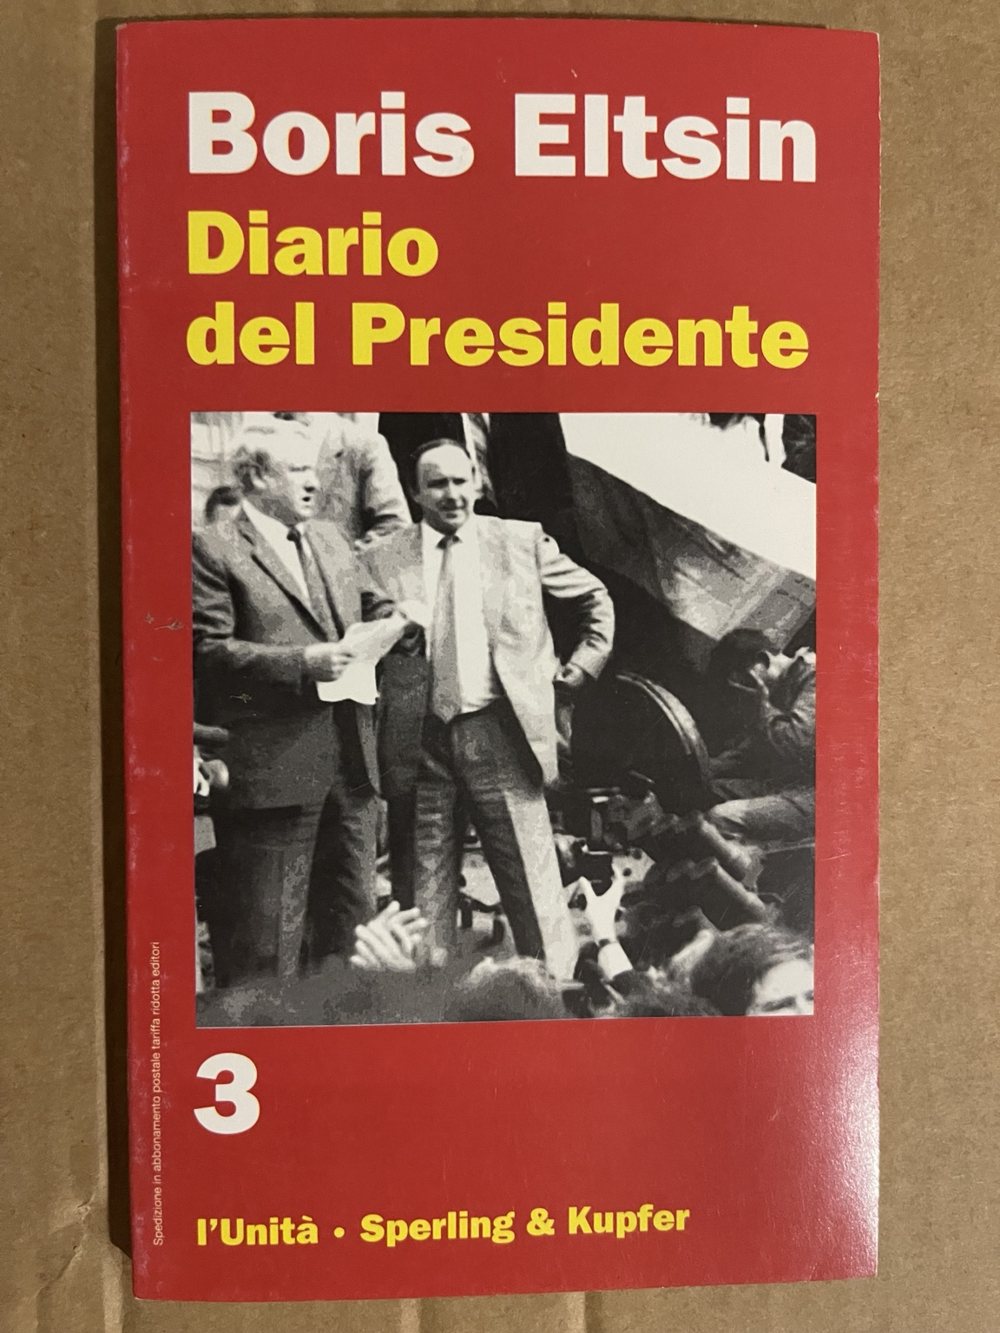 Boris Eltsin
Diario
del Presidente
3
Spedizione in abbonamento postale tariffa ridotta editori
l'Unità • Sperling & Kupfer